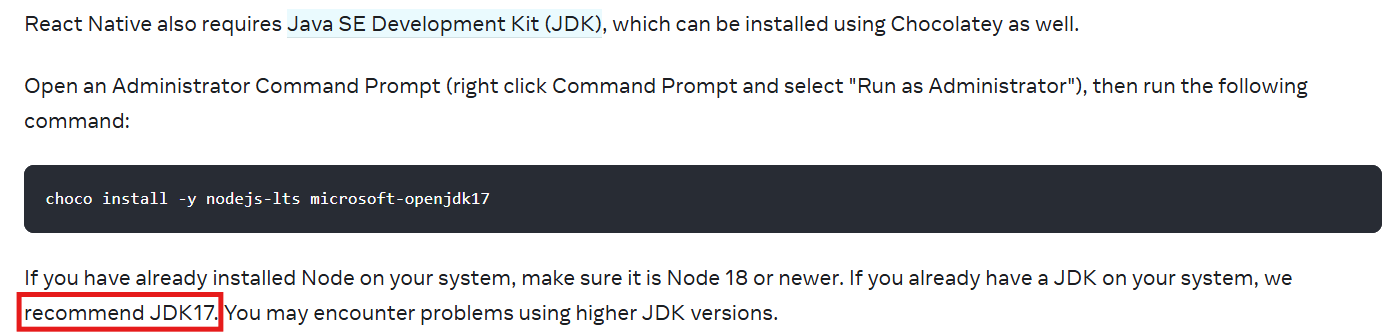 React Native also requires Java SE Development Kit (JDK), which can be installed using Chocolatey as well.
Open an Administrator Command Prompt (right click Command Prompt and select "Run as Administrator"), then run the following
command:
choco install -y nodejs-lts microsoft-openjdk17
If you have already installed Node on your system, make sure it is Node 18 or newer. If you already have a JDK on your system, we
recommend JDK17. You may encounter problems using higher JDK versions.